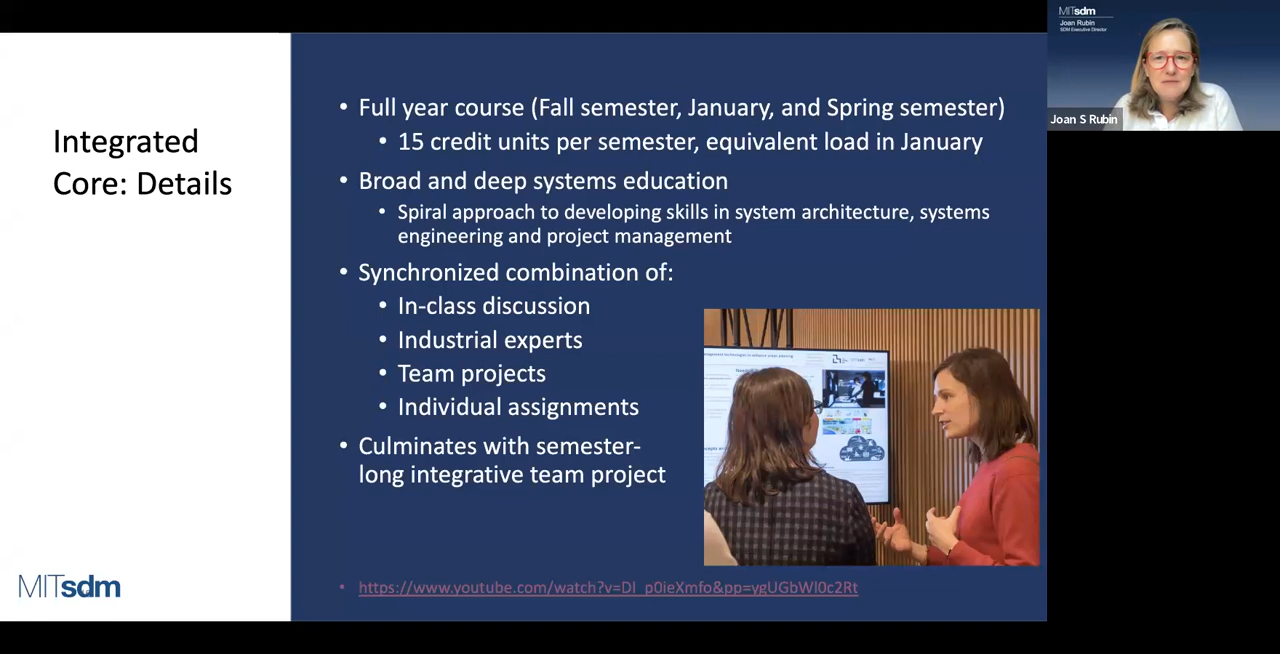 Integrated
Core: Details
• Full year course (Fall semester, January, and Spring semester)
• 15 credit units per semester, equivalent load in January
• Broad and deep systems education
• Spiral approach to developing skills in system architecture, systems
engineering and project management
• Synchronized combination of:
• In-class discussion
• Industrial experts
• Team projects
• Individual assignments
• Culminates with semester-
long integrative team project
• https://www.youtube.com/watch?v=DI_p0ieXmfo&pp=ygUGbWl0c2Rt
MITsdm
MITsdm
Joan Rubin
SDM Executive Director
Joan S Rubin